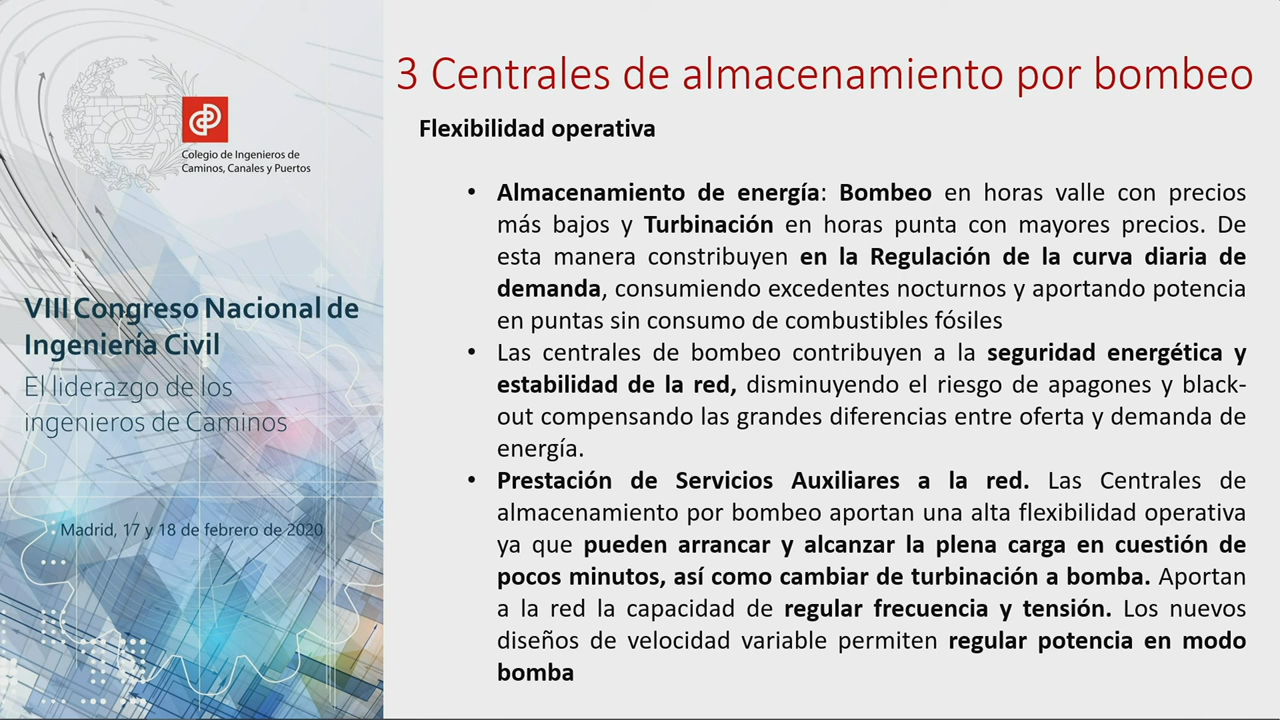 Colegio de Ingenieros de
Caminos, Canales y Puertos
VIII Congreso Nacional de
Ingeniería Civil
El liderazgo de los
ingenieros de Caminos
Madrid, 17 y 18 de febrero de 2020
3 Centrales de almacenamiento por bombeo
Flexibilidad operativa
• Almacenamiento de energía: Bombeo en horas valle con precios
más bajos y Turbinación en horas punta con mayores precios. De
esta manera constribuyen en la Regulación de la curva diaria de
demanda, consumiendo excedentes nocturnos y aportando potencia
en puntas sin consumo de combustibles fósiles
• Las centrales de bombeo contribuyen a la seguridad energética y
estabilidad de la red, disminuyendo el riesgo de apagones y black-
out compensando las grandes diferencias entre oferta y demanda de
energía.
• Prestación de Servicios Auxiliares a la red. Las Centrales de
almacenamiento por bombeo aportan una alta flexibilidad operativa
ya que pueden arrancar y alcanzar la plena carga en cuestión de
pocos minutos, así como cambiar de turbinación a bomba. Aportan
a la red la capacidad de regular frecuencia y tensión. Los nuevos
diseños de velocidad variable permiten regular potencia en modo
bomba